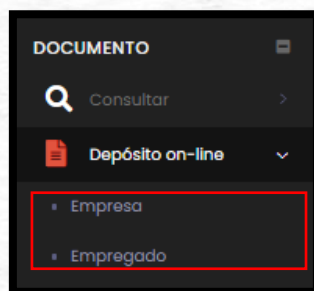 DOCUMENTO
Consultar
Depósito on-line
Empresa
Empregado